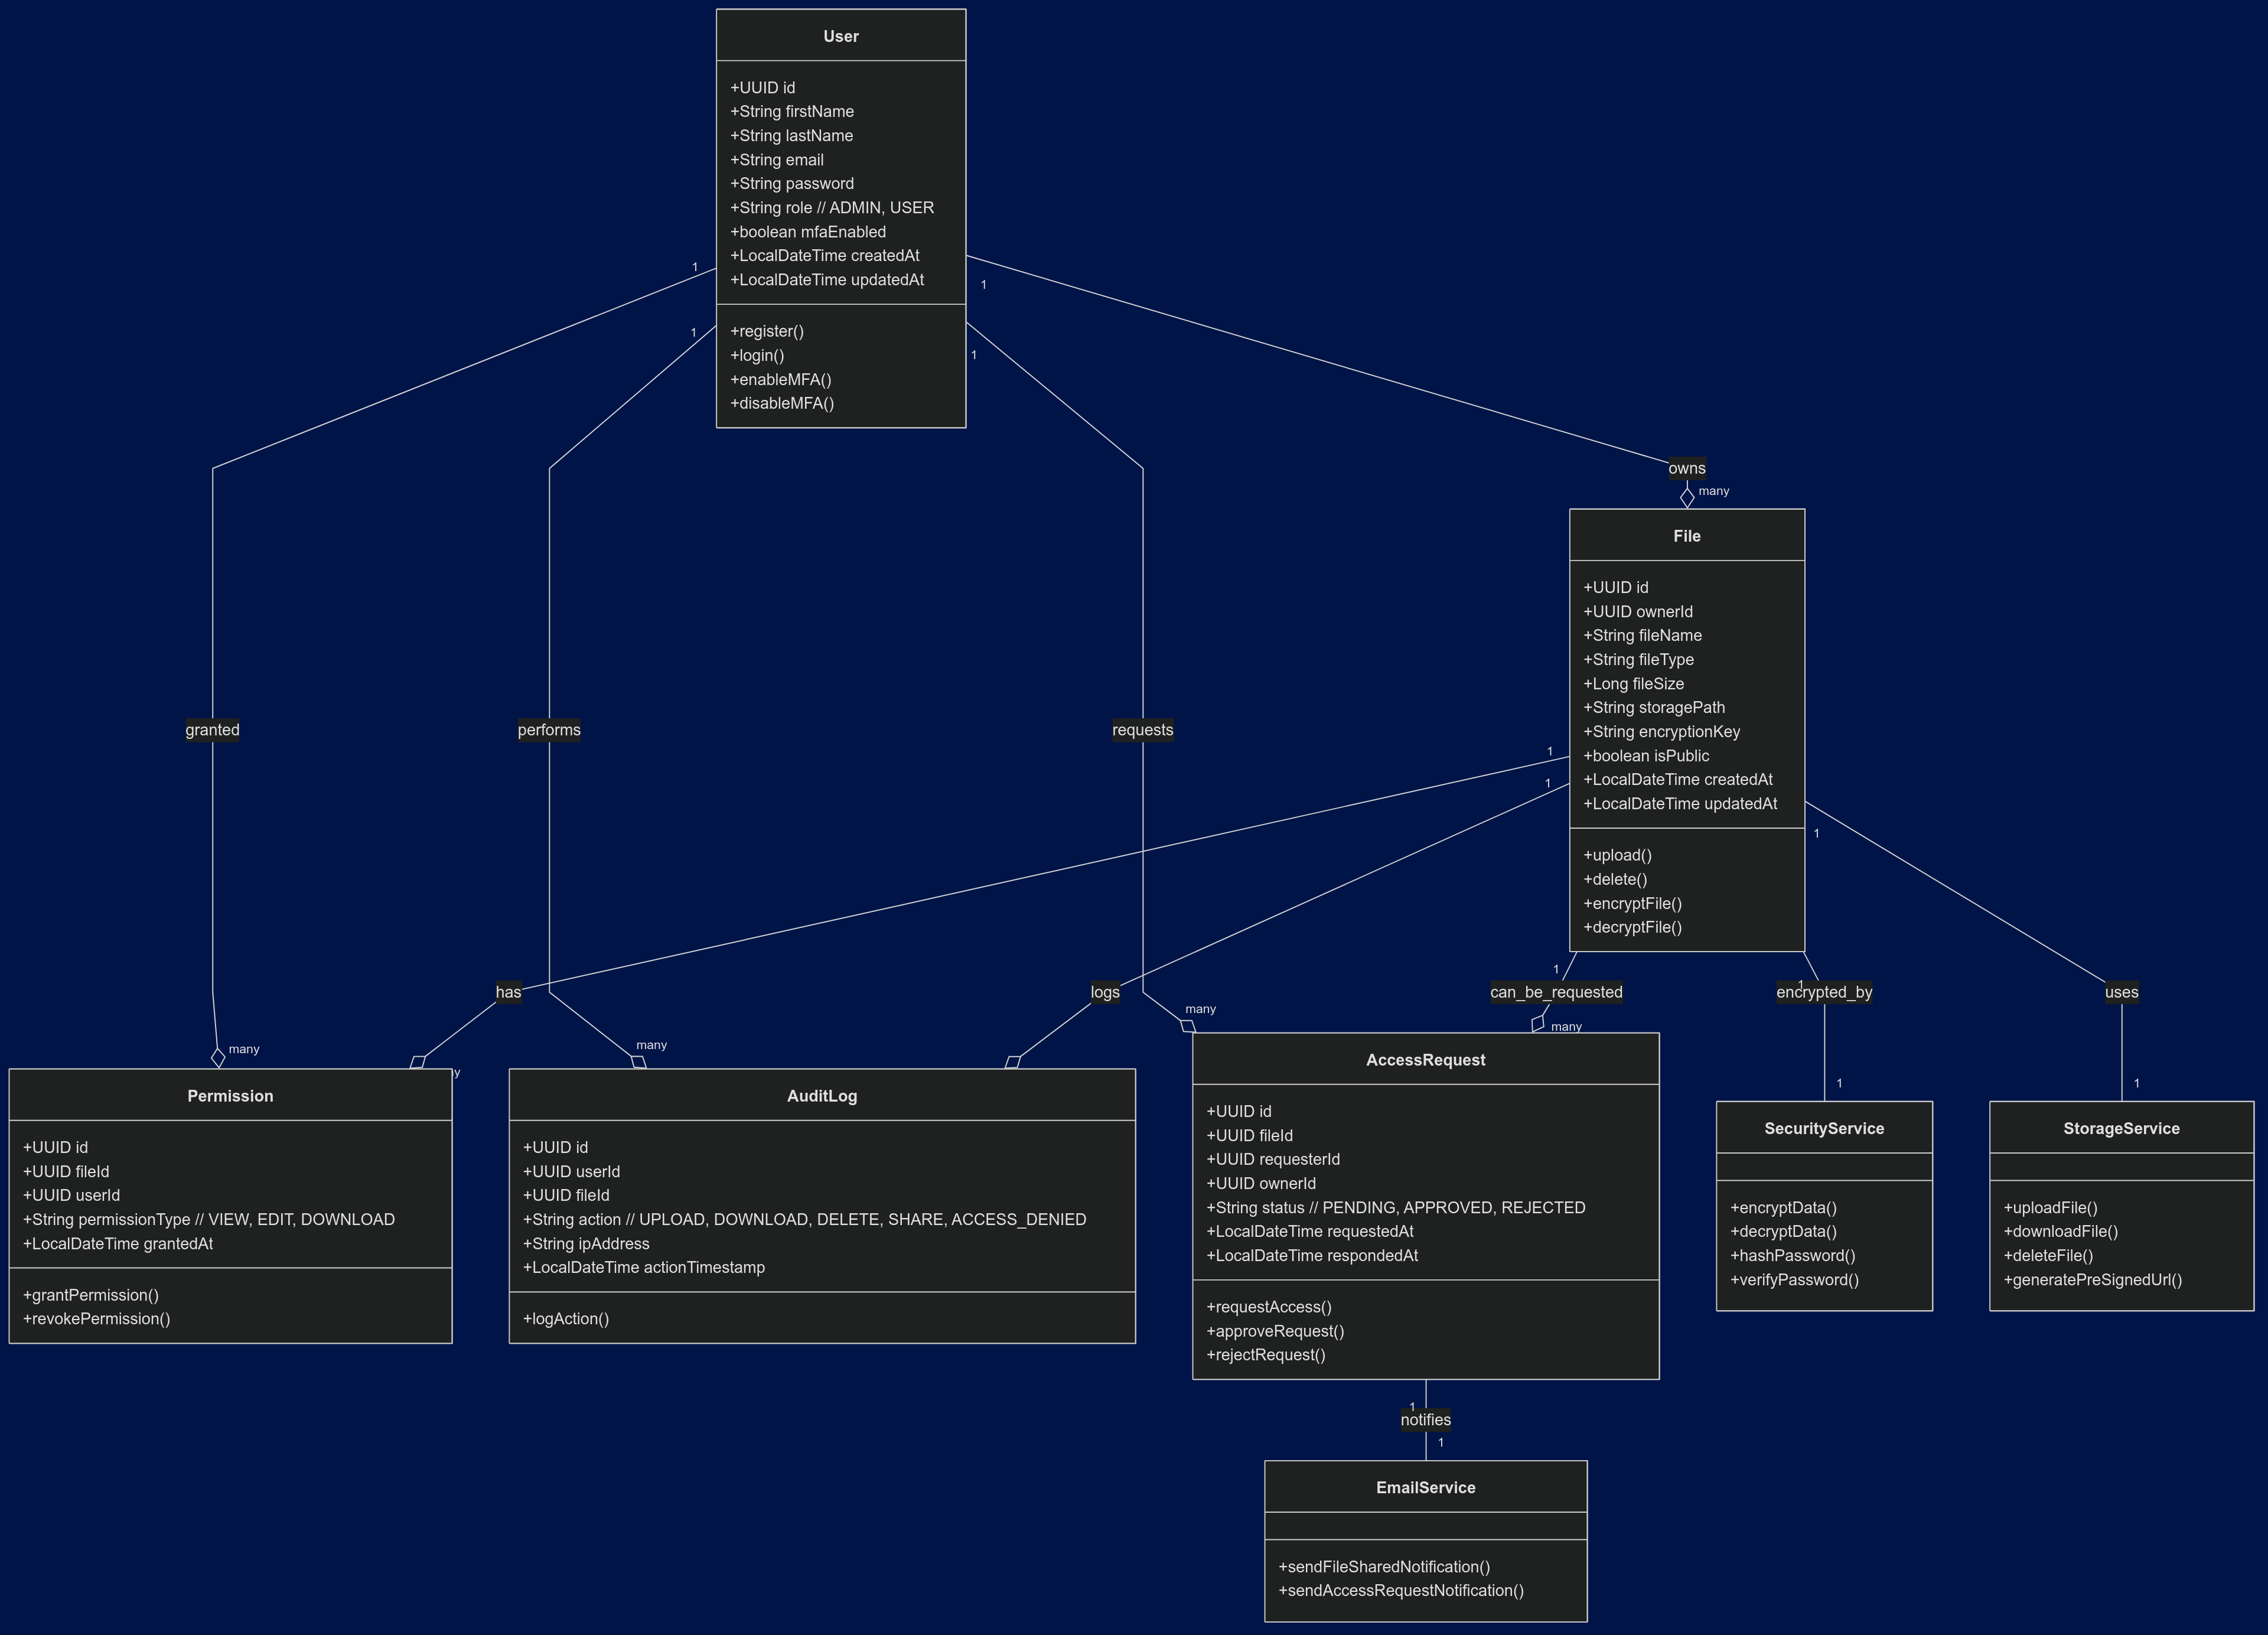 User
+UUID id
+String firstName
+String lastName
+String email
+String password
+String role // ADMIN, USER
+boolean mfaEnabled
+LocalDateTime createdAt
+LocalDateTime updatedAt
+register()
+login()
+enableMFA()
+disableMFA()
1
1
1
1
owns
many
File
+UUID id
+UUID ownerId
+String fileName
+String fileType
+Long fileSize
+String storagePath
+String encryptionKey
+boolean isPublic
+LocalDateTime createdAt
+LocalDateTime updatedAt
+upload()
+delete()
+encryptFile()
+decryptFile()
granted
performs
requests
1
1
1
1
1
has
logs
can_be_requested
encrypted_by
uses
many
many
many
many
1
1
Permission
+UUID id
+UUID fileId
+UUID userId
+String permissionType // VIEW, EDIT, DOWNLOAD
+LocalDateTime grantedAt
+grantPermission()
+revokePermission()
AuditLog
+UUID id
+UUID userId
+UUID fileId
+String action // UPLOAD, DOWNLOAD, DELETE, SHARE, ACCESS_DENIED
+String ipAddress
+LocalDateTime actionTimestamp
+logAction()
AccessRequest
+UUID id
+UUID fileId
+UUID requesterId
+UUID ownerId
+String status // PENDING, APPROVED, REJECTED
+LocalDateTime requestedAt
+LocalDateTime respondedAt
+requestAccess()
+approveRequest()
+rejectRequest()
SecurityService
+encryptData()
+decryptData()
+hashPassword()
+verifyPassword()
StorageService
+uploadFile()
+downloadFile()
+deleteFile()
+generatePreSignedUrl()
1
notifies
1
EmailService
+sendFileSharedNotification()
+sendAccessRequestNotification()